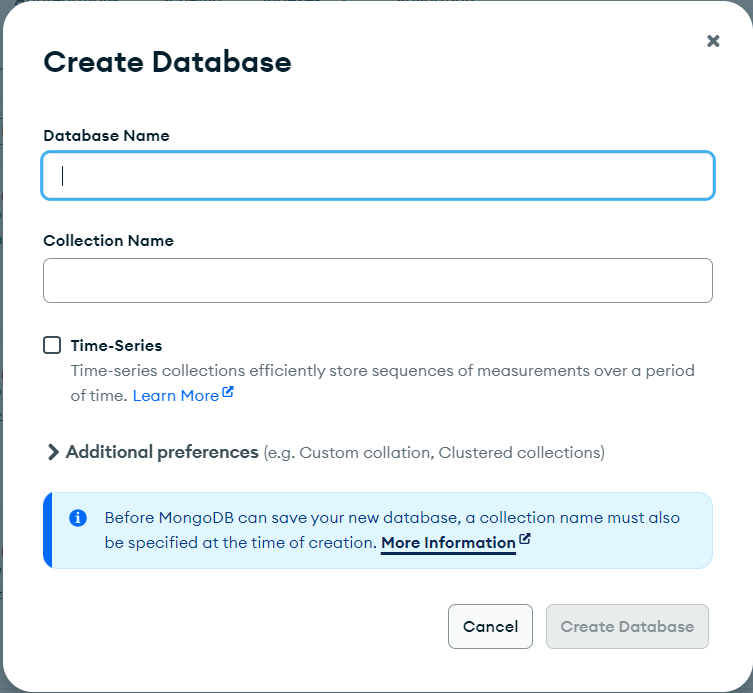 Create Database
Database Name
Collection Name
Time-Series
Time-series collections efficiently store sequences of measurements over a period
of time. Learn More
Additional preferences (e.g. Custom collation, Clustered collections)
Before MongoDB can save your new database, a collection name must also
be specified at the time of creation. More Information
Cancel
Create Database